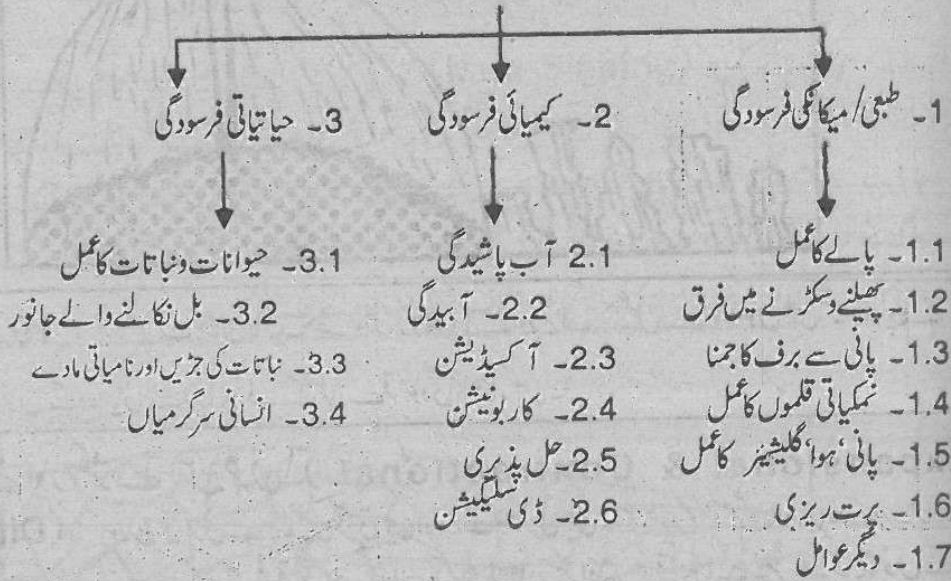 1۔ طبعی/میکانکی فرسودگی
2۔ کیمیائی فرسودگی
3۔ حیاتیاتی فرسودگی
1.1۔ پالے کا عمل
1.2۔ پھیلنے و سکڑنے میں فرق
1.3۔ پانی سے برف کا جمنا
1.4۔ نمکیاتی قلموں کا عمل
1.5۔ پانی، ہوا، گلیشیئر کا عمل
1.6۔ پرت ریزی
1.7۔ دیگر عوامل
2.1 آب پاشیدگی
2.2۔ آبیدگی
2.3۔ آکسیڈیشن
2.4۔ کاربونیشن
2.5۔ حل پذیری
2.6۔ ڈی سلیکیشن
3.1۔ حیوانات و نباتات کا عمل
3.2۔ بل نکالنے والے جانور
3.3۔ نباتات کی جڑیں اور نامیاتی مادے
3.4۔ انسانی سرگرمیاں